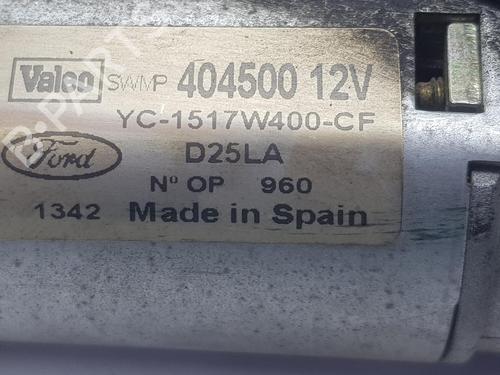 Valeo SWMP 404500 12V
YC-1517W400-CF
Ford D25LA
Nº OP 960
1342 Made in Spain